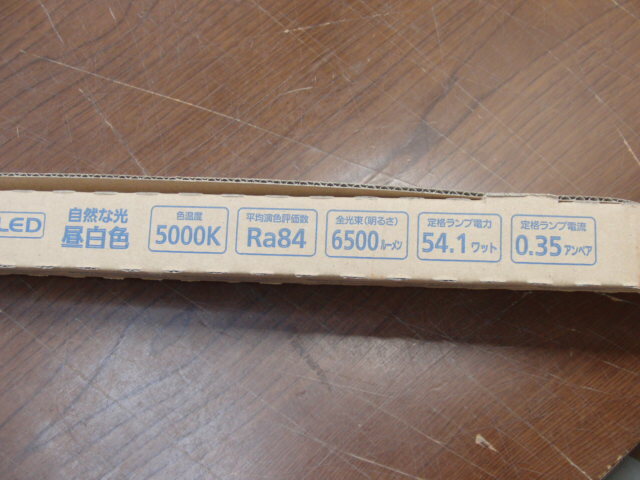 LED
自然な光
昼白色
色温度
5000K
平均演色評価数
Ra84
全光束(明るさ)
6500ルーメン
定格ランプ電力
54.1ワット
定格ランプ電流
0.35アンペア